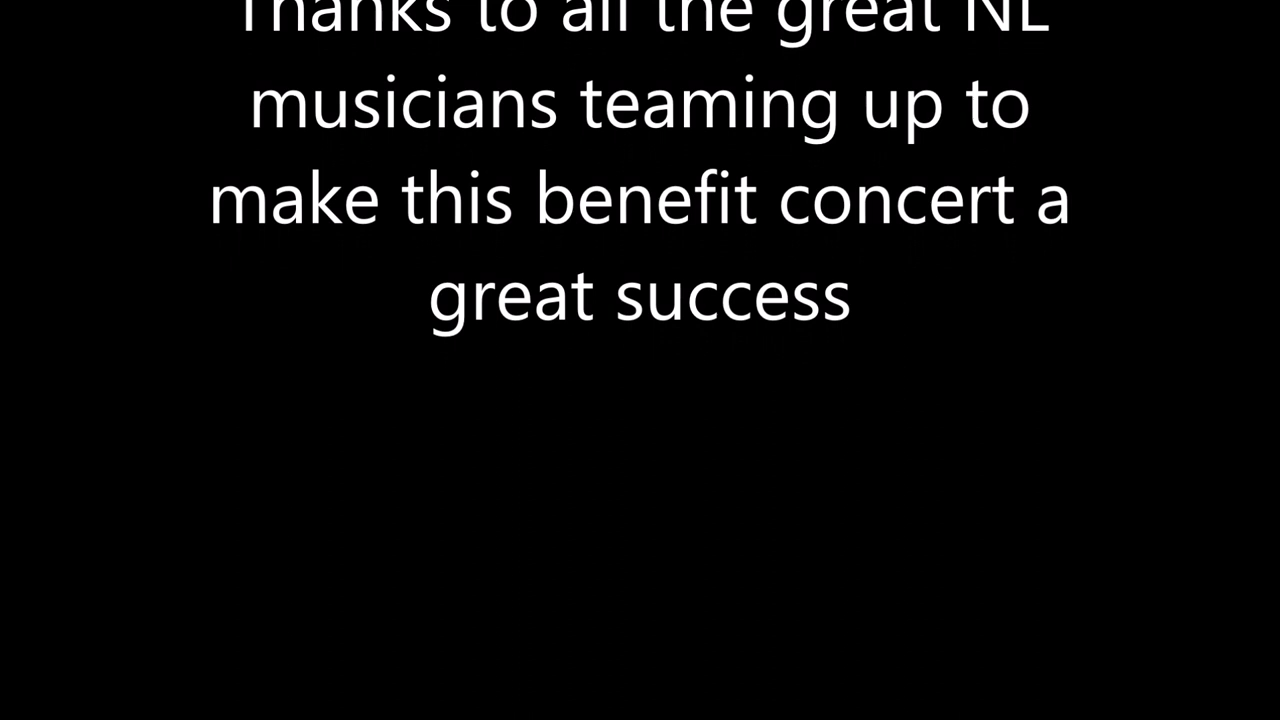 Thanks to all the great NL
musicians teaming up to
make this benefit concert a
great success